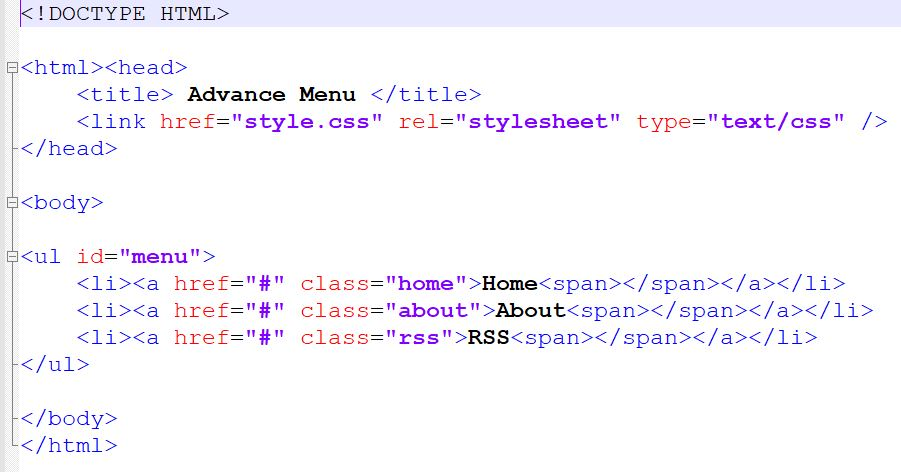 <!DOCTYPE HTML>
<html><head>
<title> Advance Menu </title>
<link href="style.css" rel="stylesheet" type="text/css" />
</head>
<body>
<ul id="menu">
<li><a href="#" class="home">Home<span></span></a></li>
<li><a href="#" class="about">About<span></span></a></li>
<li><a href="#" class="rss">RSS<span></span></a></li>
</ul>
</body>
</html>